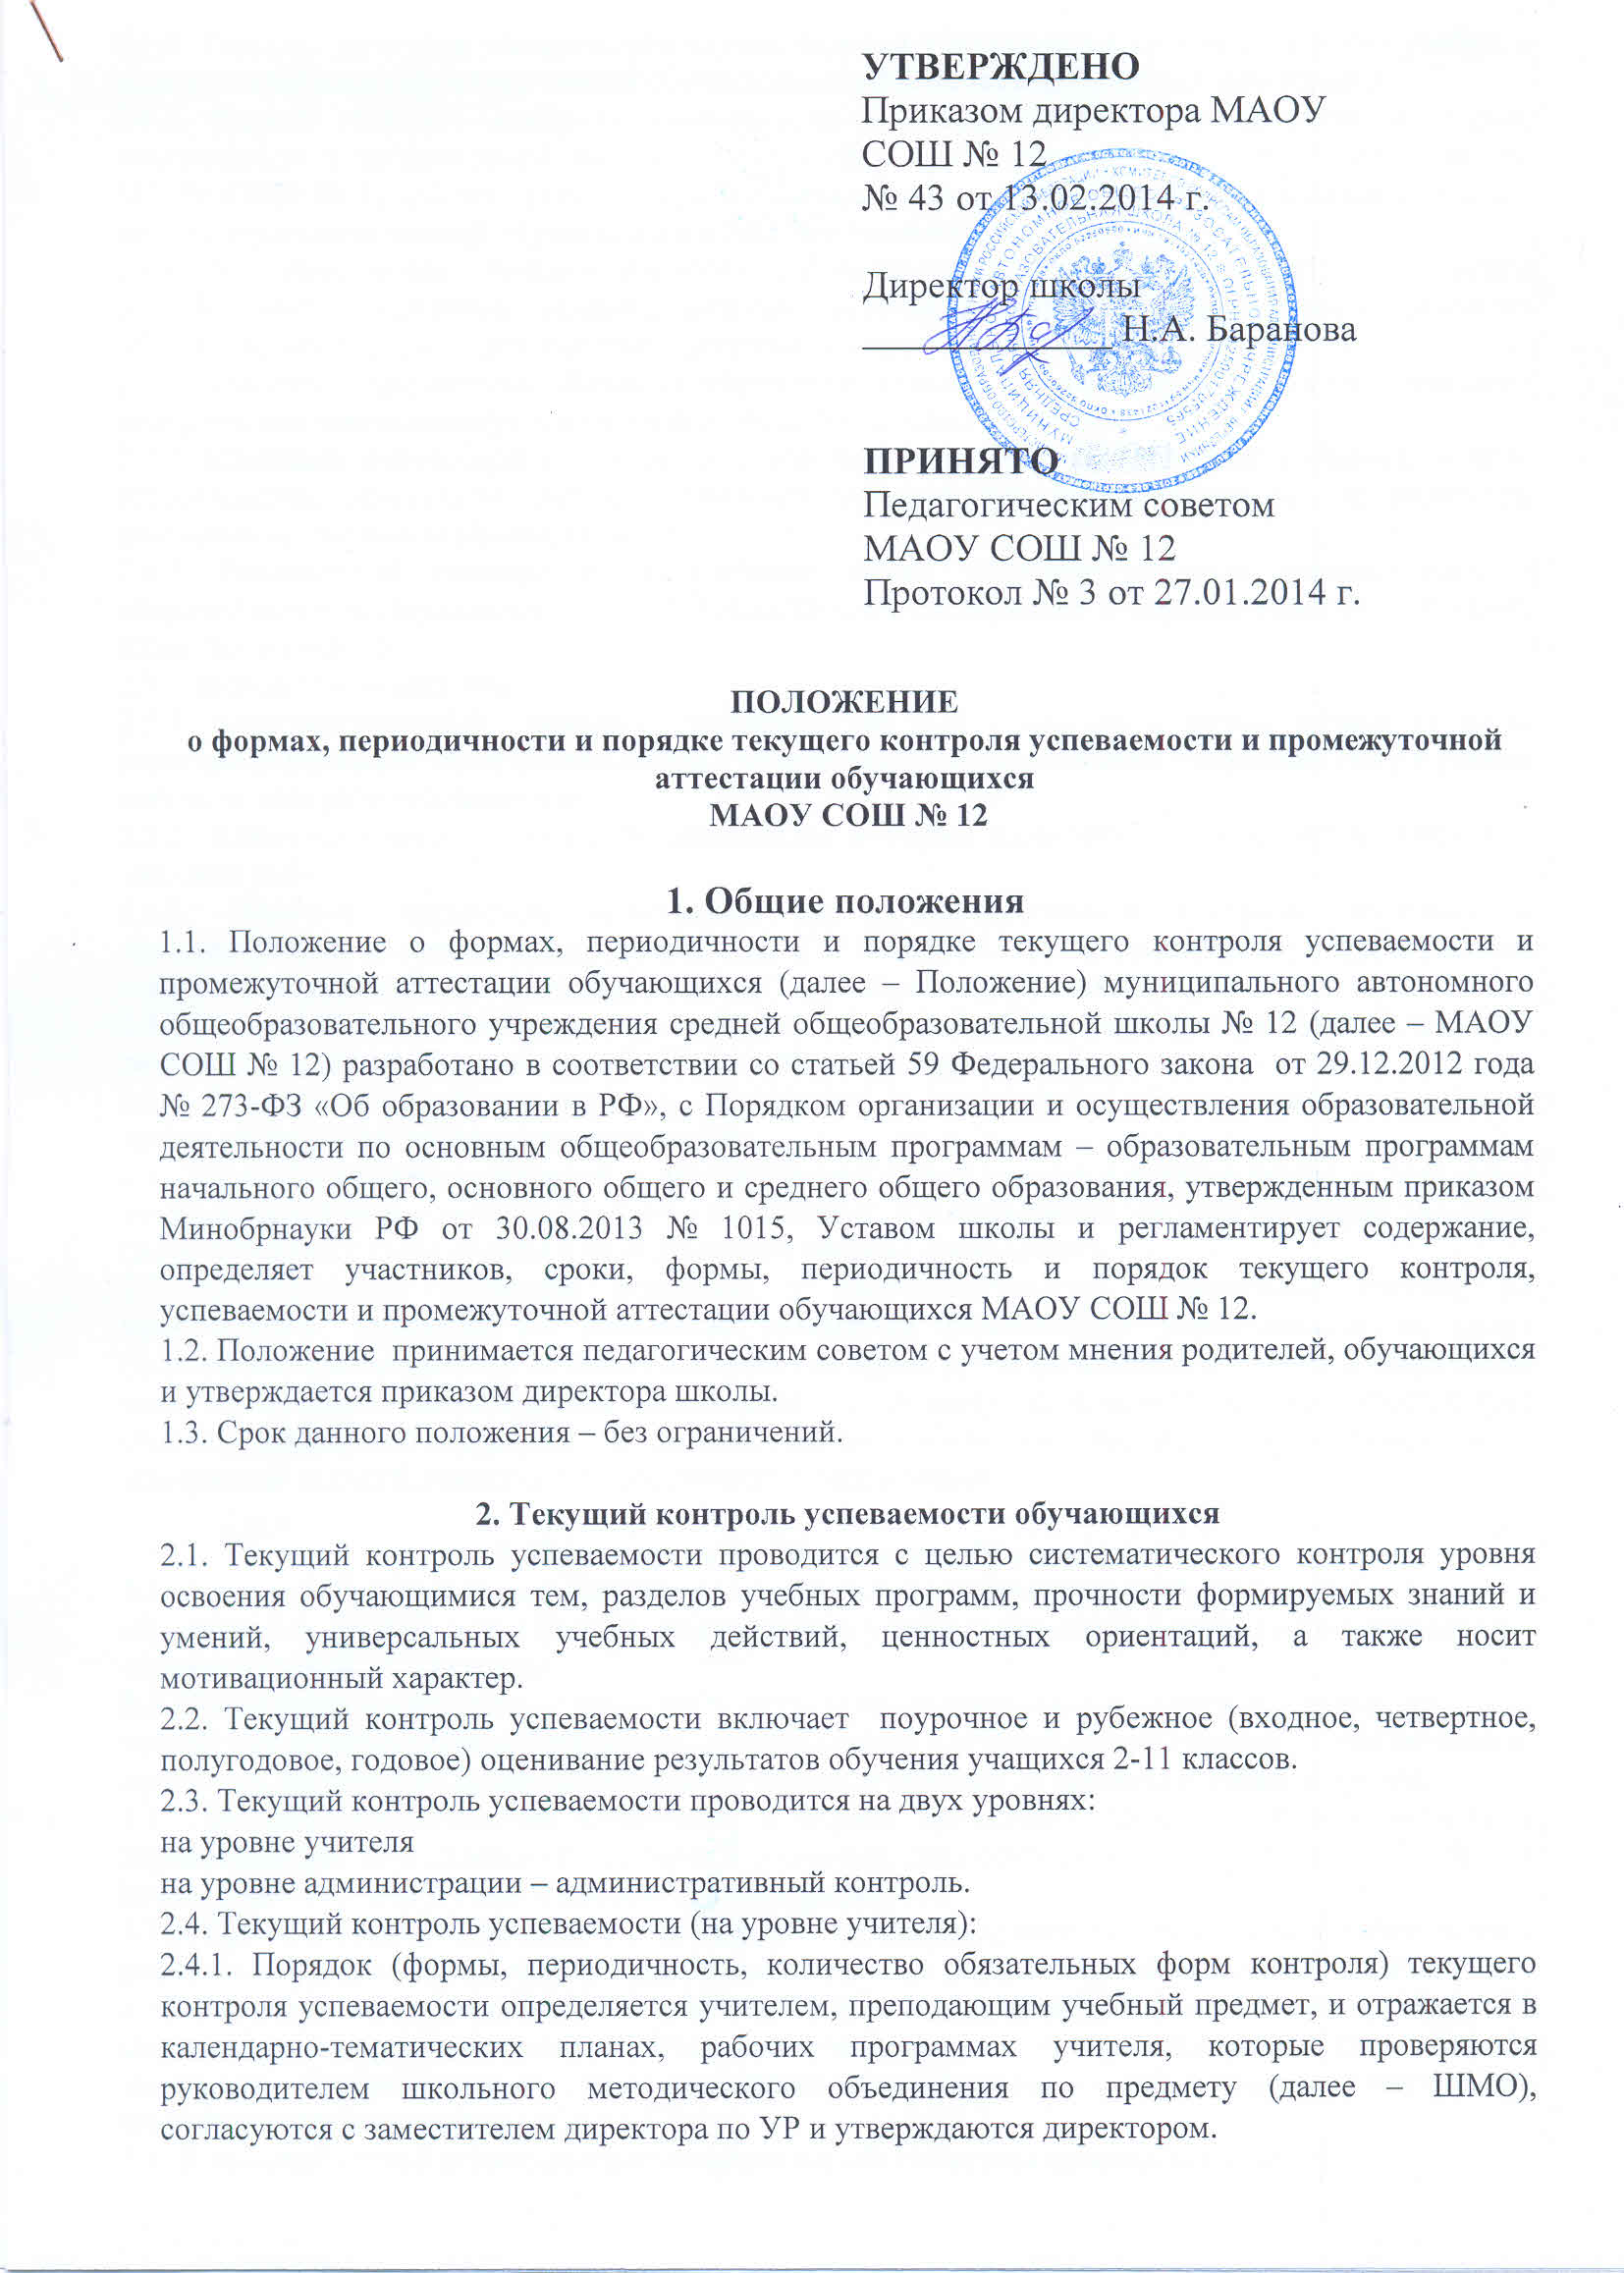 УТВЕРЖДЕНО
Приказом директора МАОУ
СОШ № 12
№ 43 от 13.02.2014 г.
Директор школы
_____________ Н.А. Баранова
ПРИНЯТО
Педагогическим советом
МАОУ СОШ № 12
Протокол № 3 от 27.01.2014 г.
ПОЛОЖЕНИЕ
о формах, периодичности и порядке текущего контроля успеваемости и промежуточной
аттестации обучающихся
МАОУ СОШ № 12
1. Общие положения
1.1. Положение о формах, периодичности и порядке текущего контроля успеваемости и
промежуточной аттестации обучающихся (далее – Положение) муниципального автономного
общеобразовательного учреждения средней общеобразовательной школы № 12 (далее – МАОУ
СОШ № 12) разработано в соответствии со статьей 59 Федерального закона от 29.12.2012 года
№ 273-ФЗ «Об образовании в РФ», с Порядком организации и осуществления образовательной
деятельности по основным общеобразовательным программам – образовательным программам
начального общего, основного общего и среднего общего образования, утвержденным приказом
Минобрнауки РФ от 30.08.2013 № 1015, Уставом школы и регламентирует содержание,
определяет участников, сроки, формы, периодичность и порядок текущего контроля,
успеваемости и промежуточной аттестации обучающихся МАОУ СОШ № 12.
1.2. Положение принимается педагогическим советом с учетом мнения родителей, обучающихся
и утверждается приказом директора школы.
1.3. Срок данного положения – без ограничений.
2. Текущий контроль успеваемости обучающихся
2.1. Текущий контроль успеваемости проводится с целью систематического контроля уровня
освоения обучающимися тем, разделов учебных программ, прочности формируемых знаний и
умений, универсальных учебных действий, ценностных ориентаций, а также носит
мотивационный характер.
2.2. Текущий контроль успеваемости включает поурочное и рубежное (входное, четвертное,
полугодовое, годовое) оценивание результатов обучения учащихся 2-11 классов.
2.3. Текущий контроль успеваемости проводится на двух уровнях:
на уровне учителя
на уровне администрации – административный контроль.
2.4. Текущий контроль успеваемости (на уровне учителя):
2.4.1. Порядок (формы, периодичность, количество обязательных форм контроля) текущего
контроля успеваемости определяется учителем, преподающим учебный предмет, и отражается в
календарно-тематических планах, рабочих программах учителя, которые проверяются
руководителем школьного методического объединения по предмету (далее – ШМО),
согласуются с заместителем директора по УР и утверждаются директором.